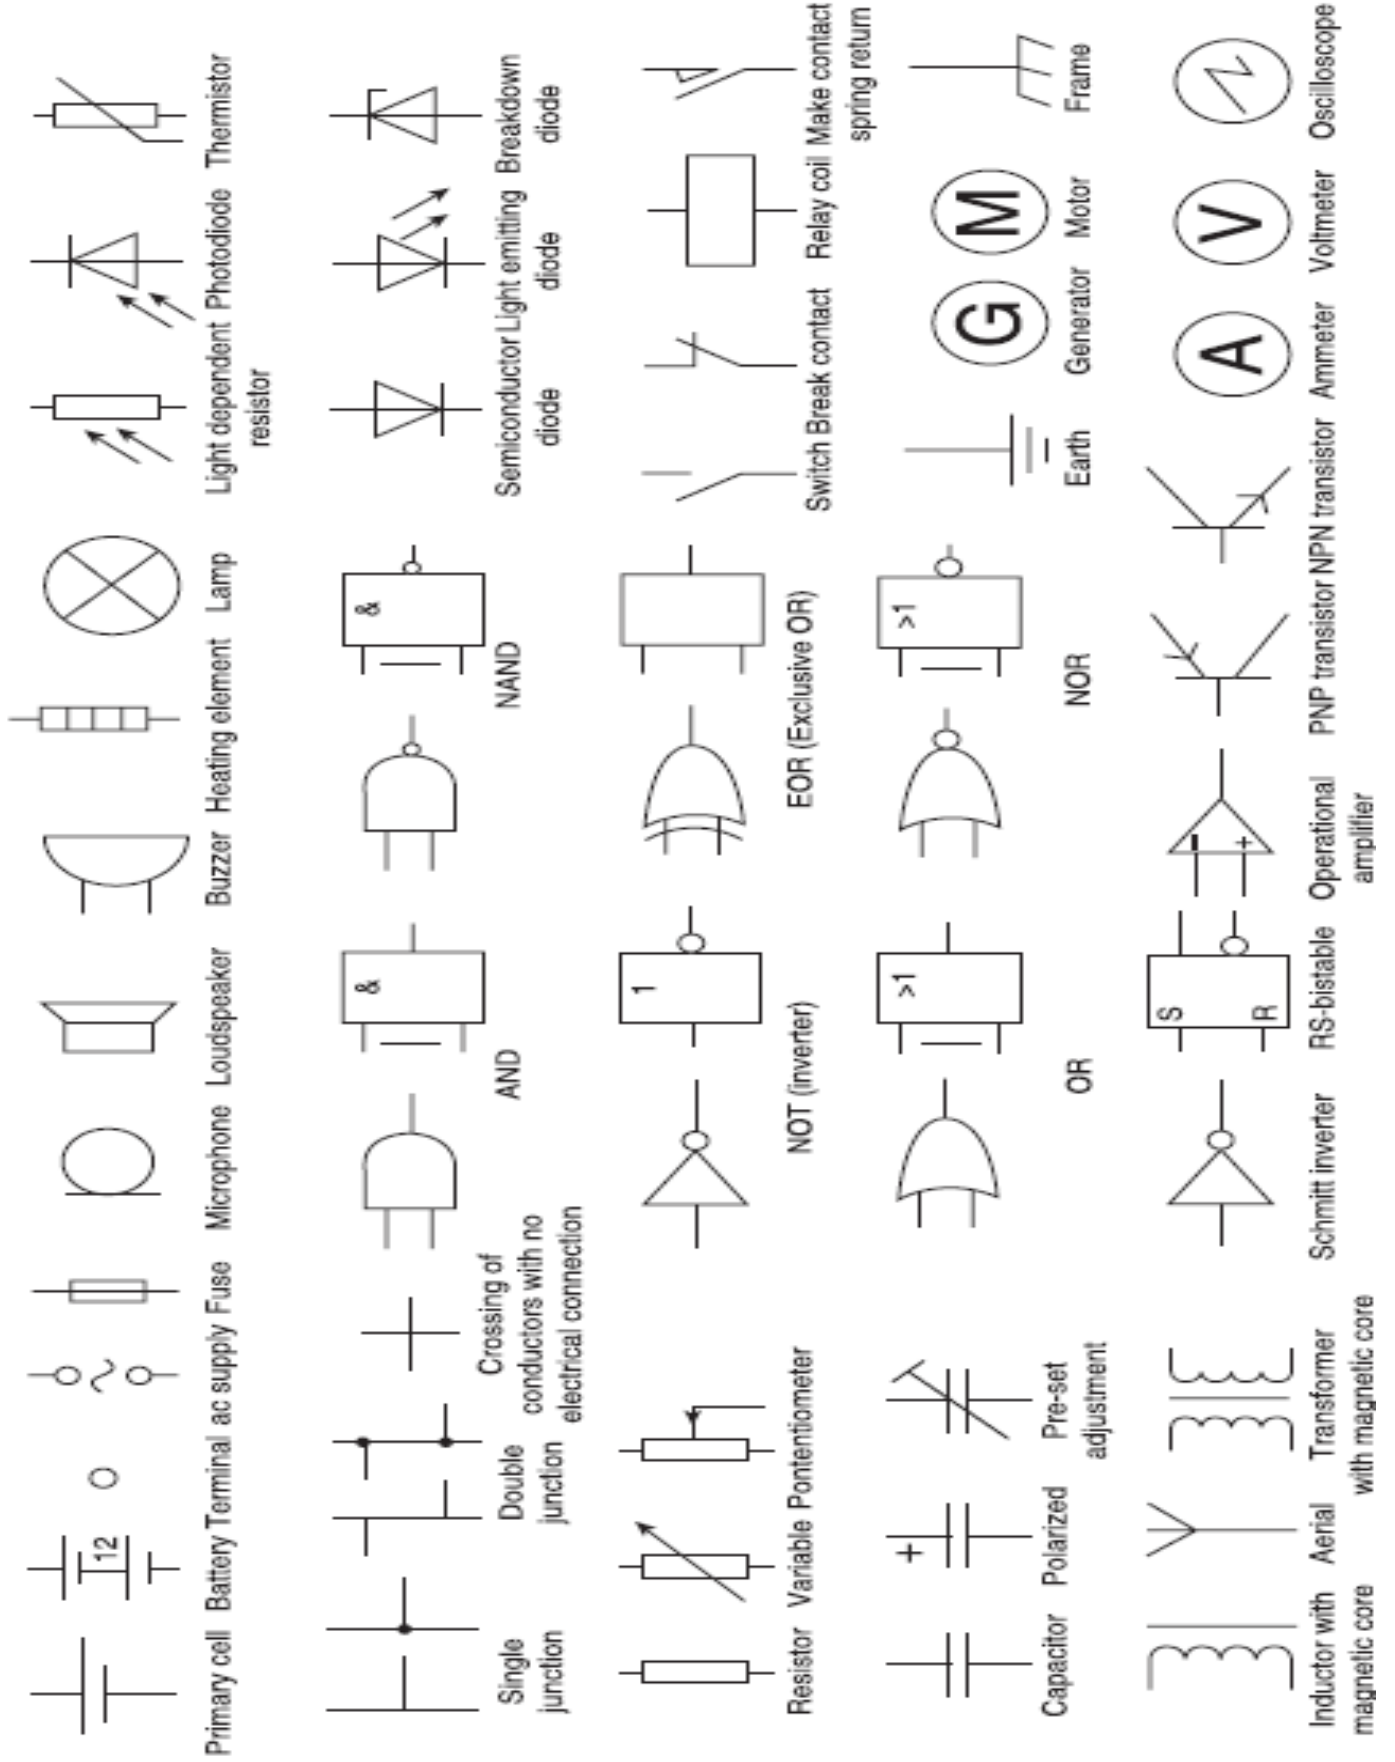 12
Primary cell Battery Terminal ac supply Fuse Microphone Loudspeaker Buzzer Heating element Lamp Light dependent Photodiode Thermistor
resistor
& &
Single Double Crossing of AND NAND Semiconductor Light emitting Breakdown
junction junction conductors with no diode diode diode
electrical connection
1
Resistor Variable Pontentiometer NOT (inverter) EOR (Exclusive OR) Switch Break contact Relay coil Make contact
spring return
+ >1 >1 G M
Capacitor Polarized Pre-set OR NOR Earth Generator Motor Frame
adjustment
S - A V
R +
Inductor with Aerial Transformer Schmitt inverter RS-bistable Operational PNP transistor NPN transistor Ammeter Voltmeter Oscilloscope
magnetic core with magnetic core amplifier